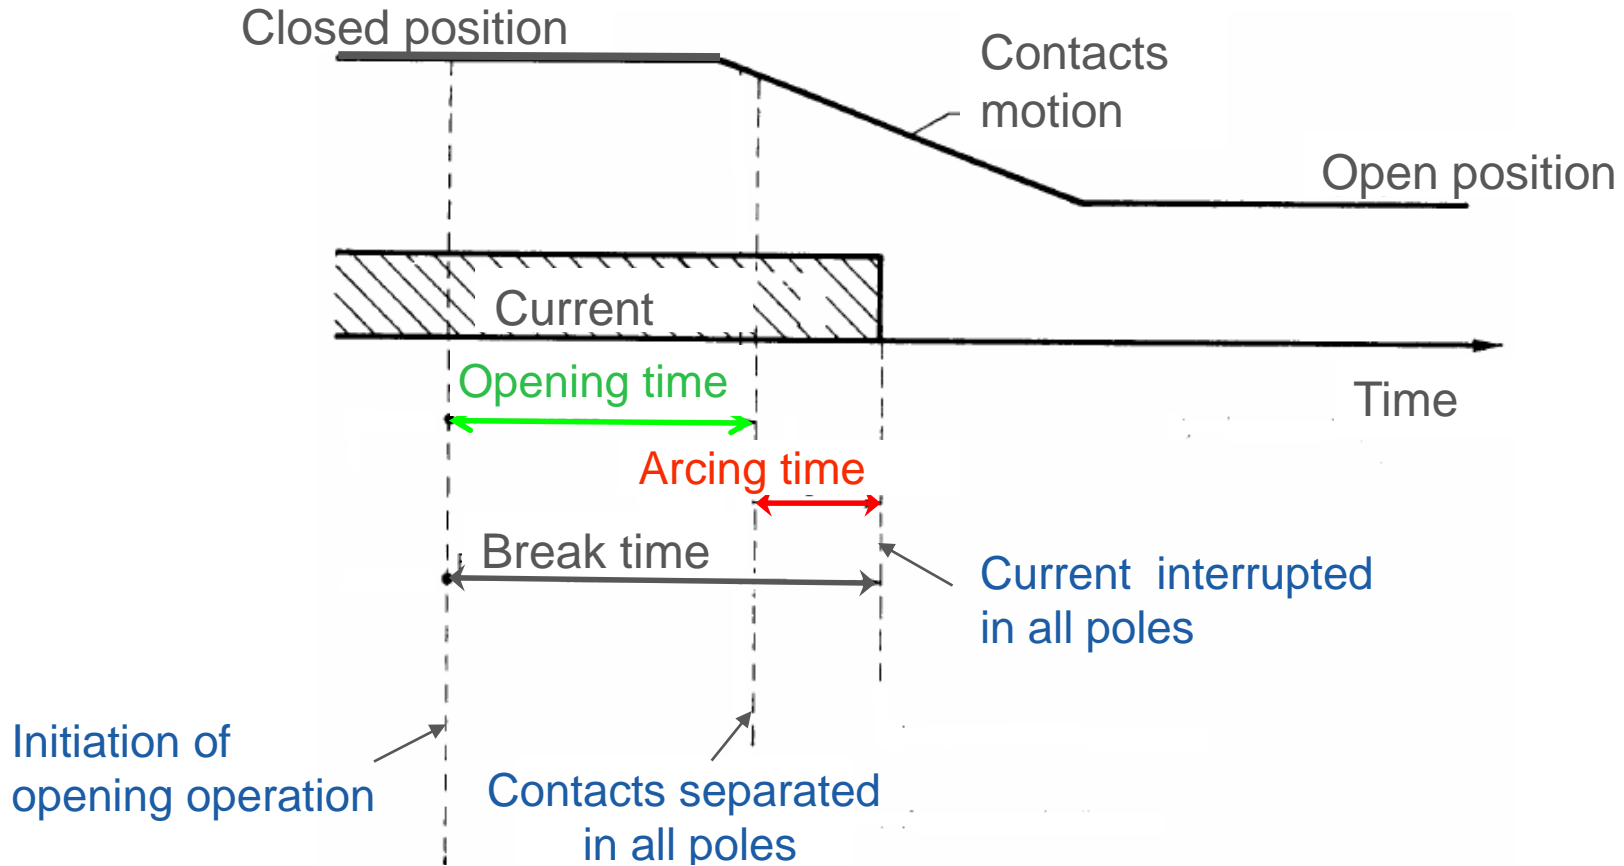 Closed position
Contacts
motion
Open position
Current
Opening time
Time
Arcing time
Break time
Current interrupted
in all poles
Initiation of
opening operation
Contacts separated
in all poles